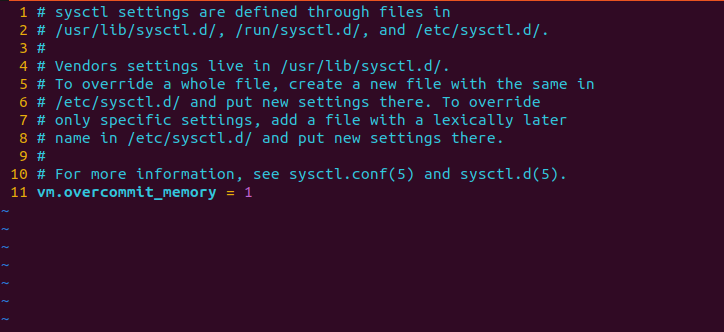 1 # sysctl settings are defined through files in
2 # /usr/lib/sysctl.d/, /run/sysctl.d/, and /etc/sysctl.d/.
3 #
4 # Vendors settings live in /usr/lib/sysctl.d/.
5 # To override a whole file, create a new file with the same in
6 # /etc/sysctl.d/ and put new settings there. To override
7 # only specific settings, add a file with a lexically later
8 # name in /etc/sysctl.d/ and put new settings there.
9 #
10 # For more information, see sysctl.conf(5) and sysctl.d(5).
11 vm.overcommit_memory = 1
~
~
~
~
~
~
~